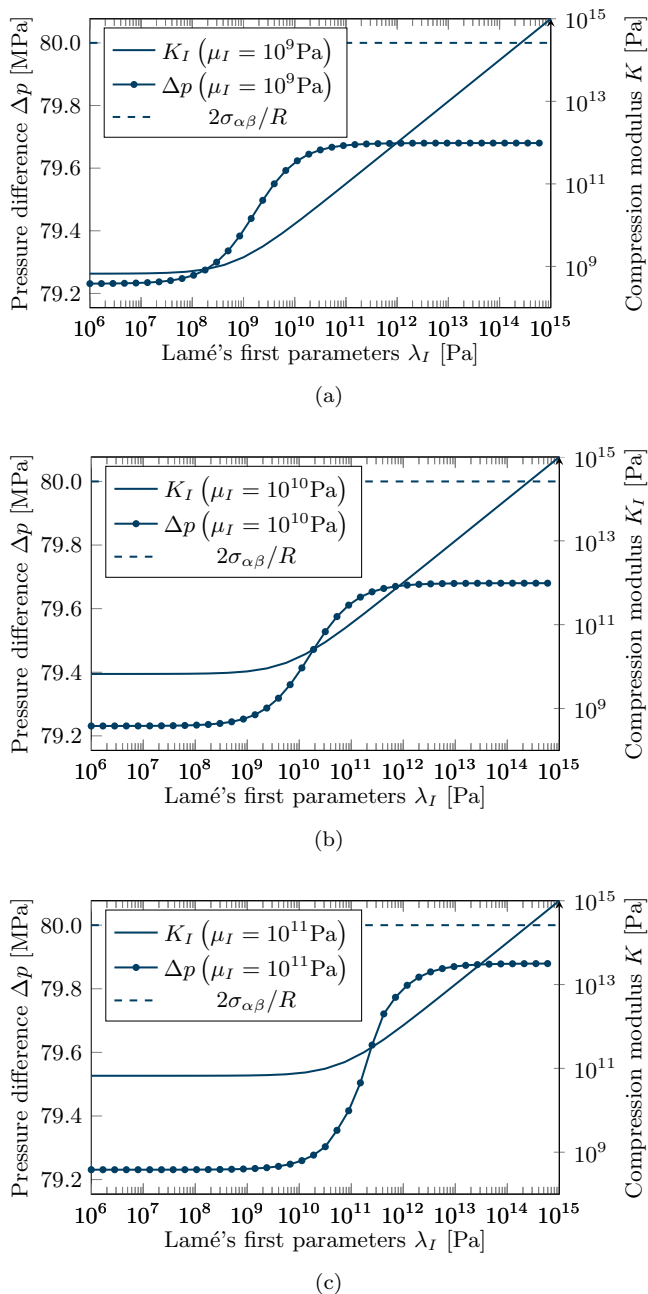 Pressure difference Δp [MPa]
80.0
79.8
79.6
79.4
79.2
K_I (μ_I = 10^9Pa)
Δp (μ_I = 10^9Pa)
2σ_αβ/R
10^15
10^13
10^11
10^9
Compression modulus K [Pa]
10^6 10^7 10^8 10^9 10^10 10^11 10^12 10^13 10^14 10^15
Lamé's first parameters λ_I [Pa]
(a)
Pressure difference Δp [MPa]
80.0
79.8
79.6
79.4
79.2
K_I (μ_I = 10^10Pa)
Δp (μ_I = 10^10Pa)
2σ_αβ/R
10^15
10^13
10^11
10^9
Compression modulus K_I [Pa]
10^6 10^7 10^8 10^9 10^10 10^11 10^12 10^13 10^14 10^15
Lamé's first parameters λ_I [Pa]
(b)
Pressure difference Δp [MPa]
80.0
79.8
79.6
79.4
79.2
K_I (μ_I = 10^11Pa)
Δp (μ_I = 10^11Pa)
2σ_αβ/R
10^15
10^13
10^11
10^9
Compression modulus K [Pa]
10^6 10^7 10^8 10^9 10^10 10^11 10^12 10^13 10^14 10^15
Lamé's first parameters λ_I [Pa]
(c)